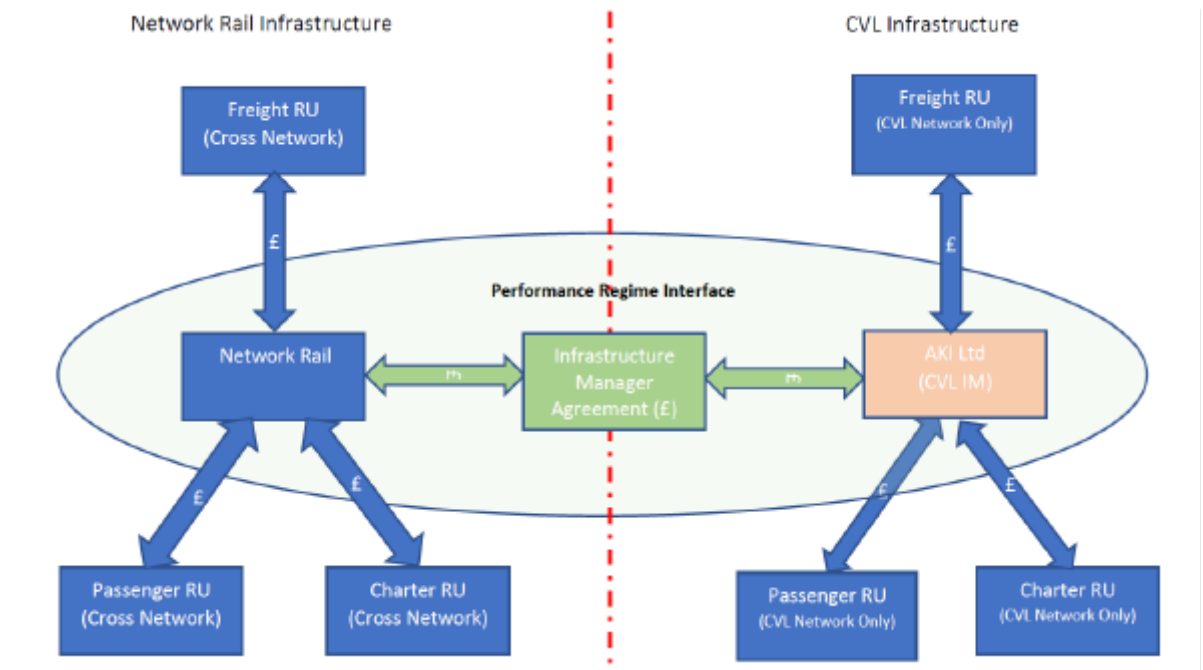 Network Rail Infrastructure
CVL Infrastructure
Freight RU
(Cross Network)
Freight RU
(CVL Network Only)
£
£
Performance Regime Interface
Network Rail
£
Infrastructure
Manager
Agreement (£)
£
AKI Ltd
(CVL IM)
£
£
£
£
Passenger RU
(Cross Network)
Charter RU
(Cross Network)
Passenger RU
(CVL Network Only)
Charter RU
(CVL Network Only)